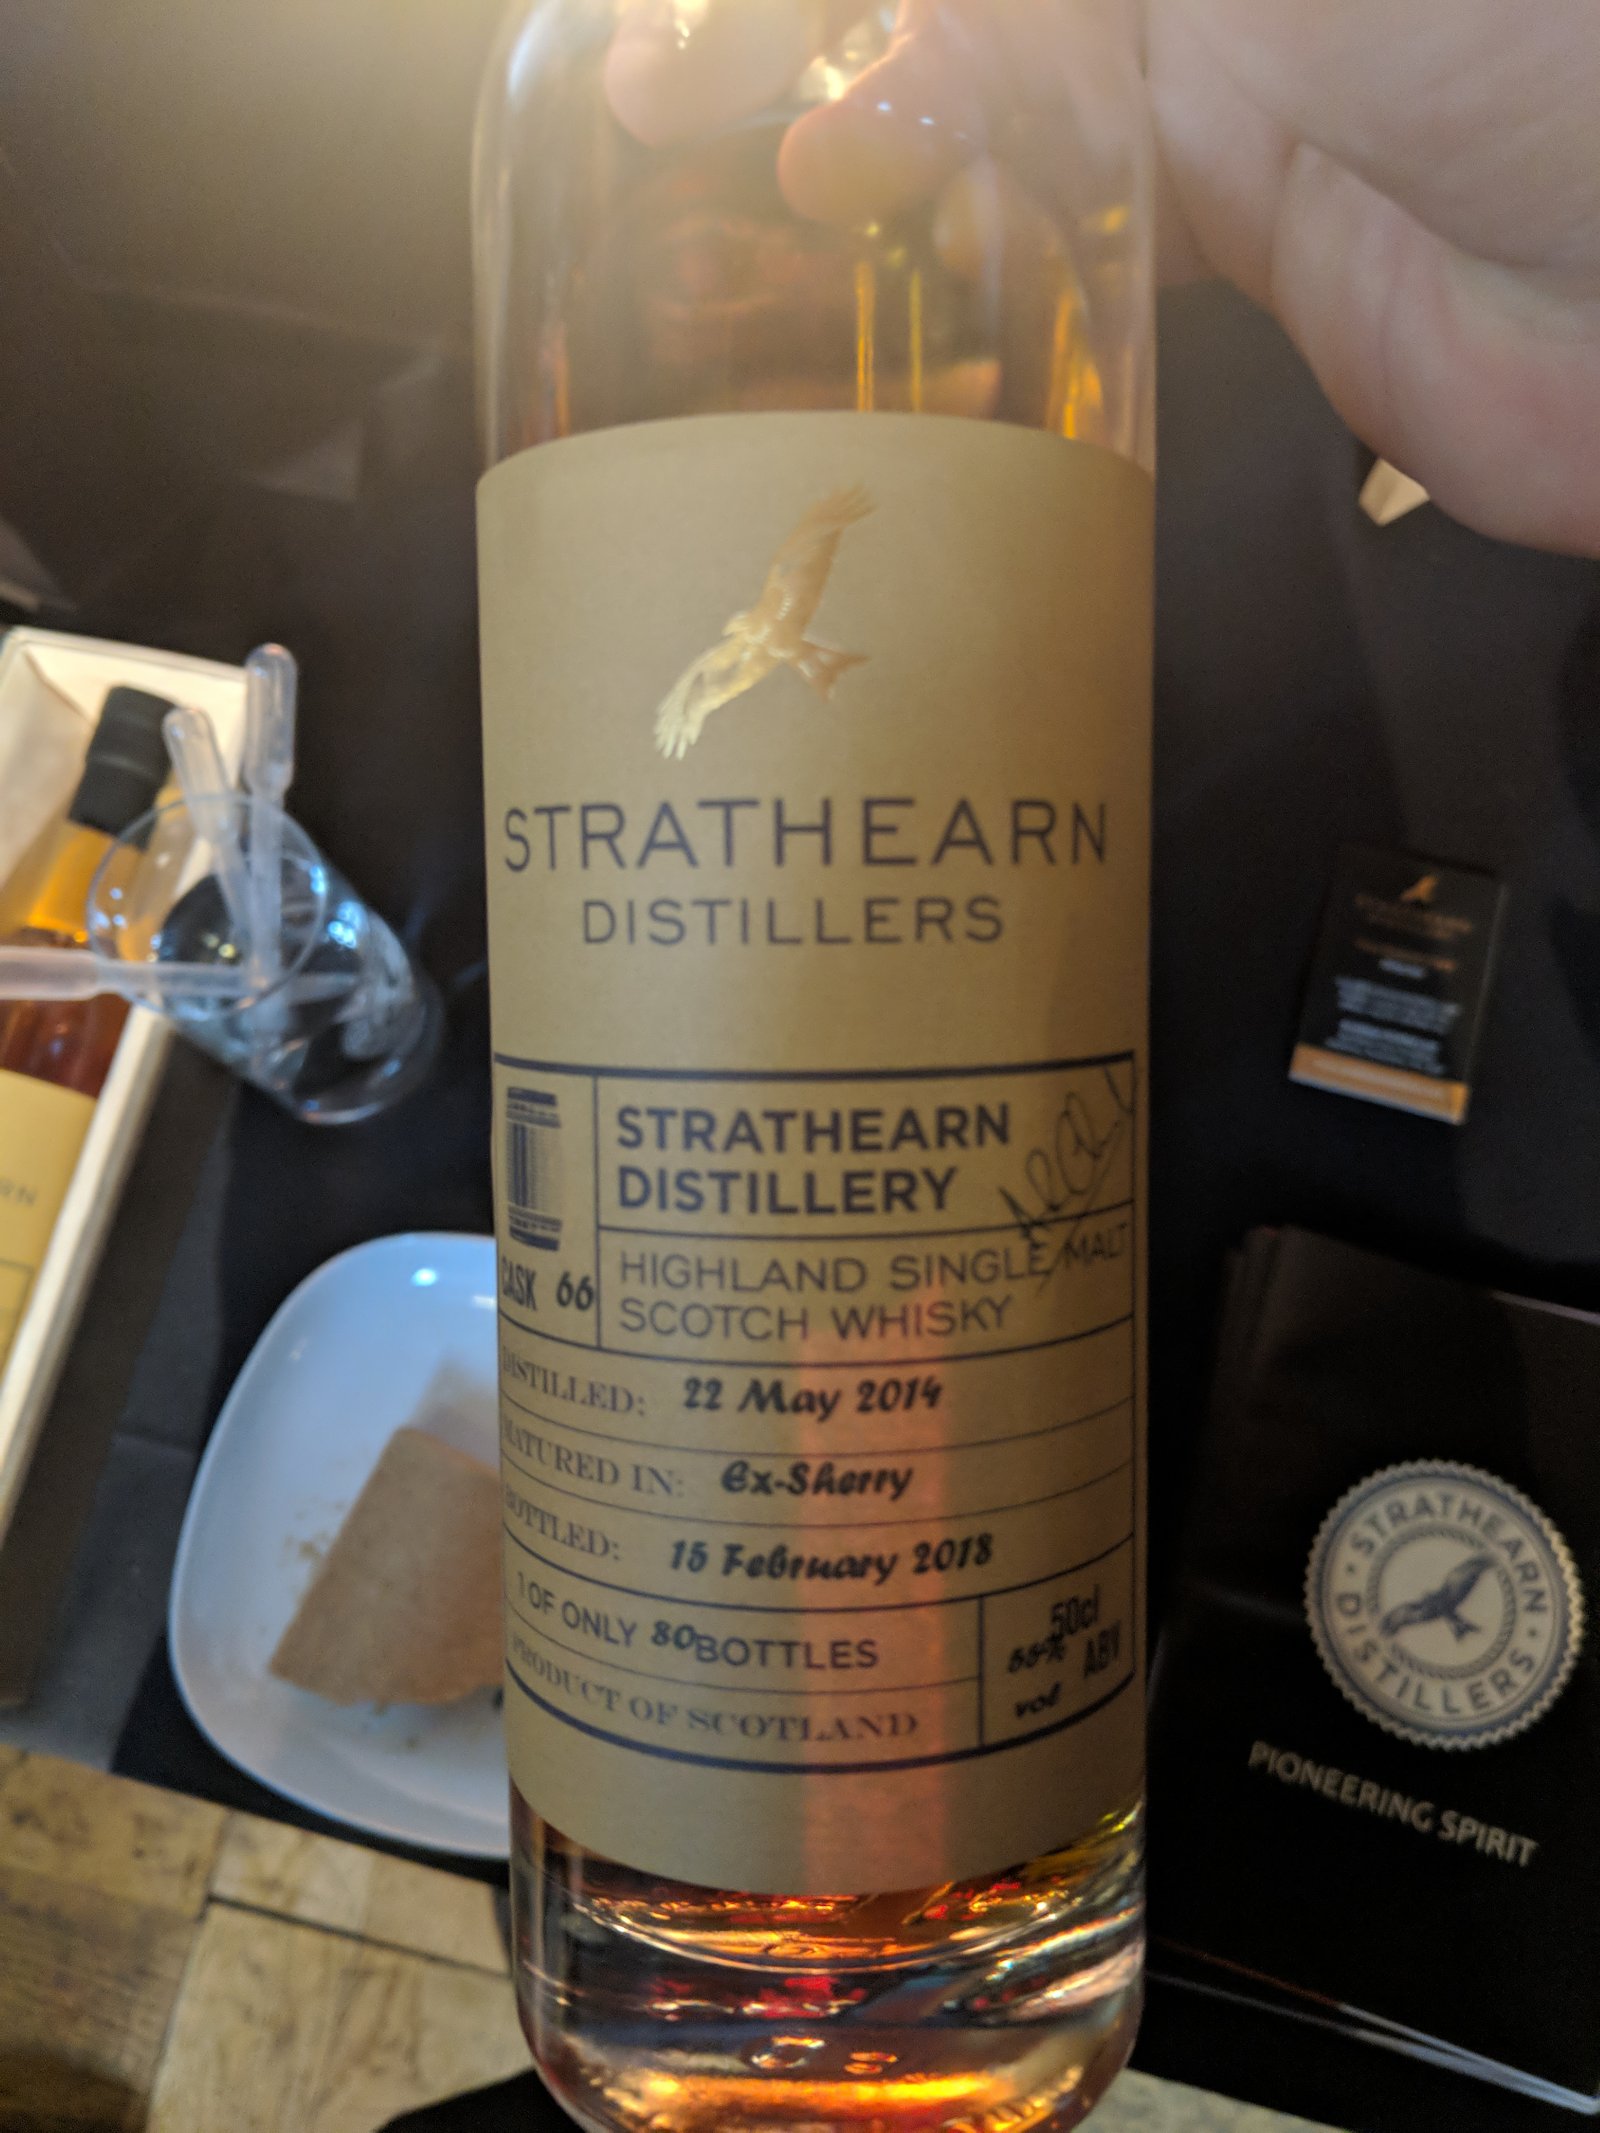 STRATHEARN
DISTILLERS
STRATHEARN
DISTILLERY
HIGHLAND SINGLE MALT
SCOTCH WHISKY
CASK 66
DISTILLED: 22 May 2014
MATURED IN: Ex-Sherry
BOTTLED: 15 February 2018
1 OF ONLY 80 BOTTLES
PRODUCT OF SCOTLAND
50cl
55% ABV
vol
RN
STRATHEARN
DISTILLERS
PIONEERING SPIRIT